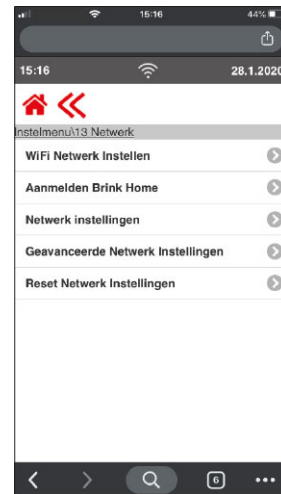 15:16
44%
15:16
28.1.2020
Instelmenu\13 Netwerk
WiFi Netwerk Instellen
Aanmelden Brink Home
Netwerk instellingen
Geavanceerde Netwerk Instellingen
Reset Netwerk Instellingen
6